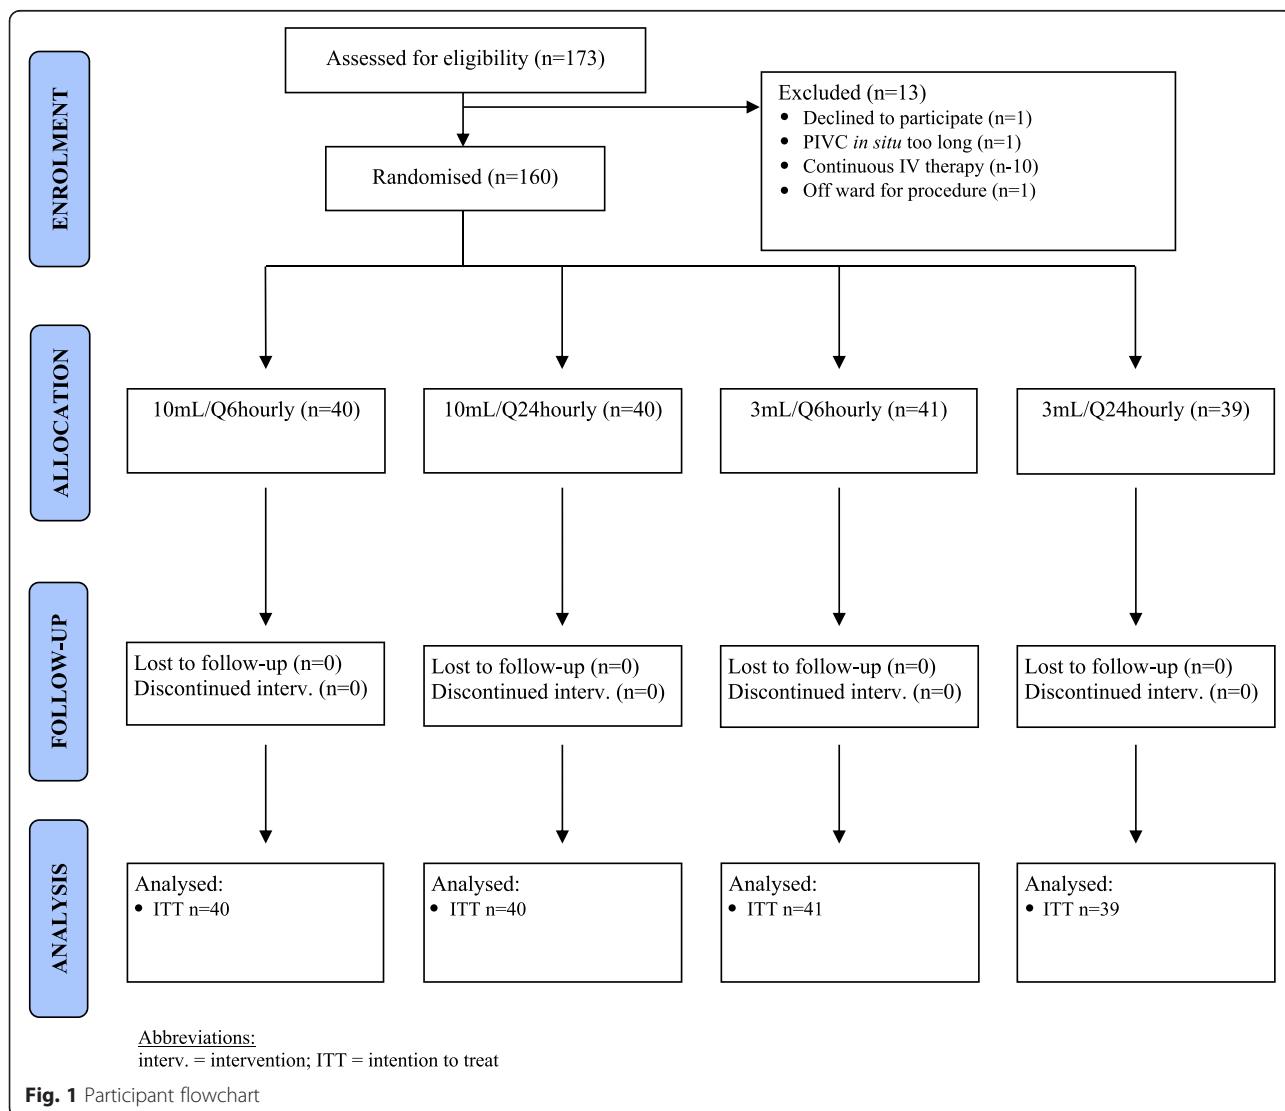 ENROLMENT
Assessed for eligibility (n=173)
Excluded (n=13)
• Declined to participate (n=1)
• PIVC in situ too long (n=1)
• Continuous IV therapy (n-10)
• Off ward for procedure (n=1)
Randomised (n=160)
ALLOCATION
10mL/Q6hourly (n=40)
10mL/Q24hourly (n=40)
3mL/Q6hourly (n=41)
3mL/Q24hourly (n=39)
FOLLOW-UP
Lost to follow-up (n=0)
Discontinued interv. (n=0)
Lost to follow-up (n=0)
Discontinued interv. (n=0)
Lost to follow-up (n=0)
Discontinued interv. (n=0)
Lost to follow-up (n=0)
Discontinued interv. (n=0)
ANALYSIS
Analysed:
• ITT n=40
Analysed:
• ITT n=40
Analysed:
• ITT n=41
Analysed:
• ITT n=39
Abbreviations:
interv. = intervention; ITT = intention to treat
Fig. 1 Participant flowchart